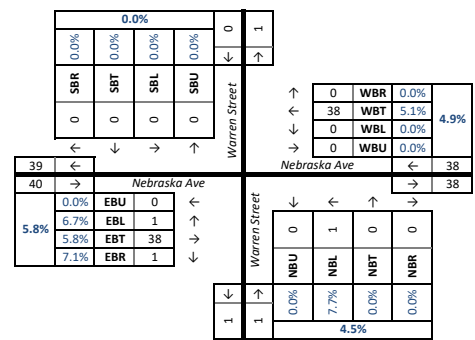 0.0%
0.0% 0.0% 0.0% 0.0% 0 1
↓ ↑
SBR SBT SBL SBU
0 0 0 0
← ↓ → ↑
Warren Street
↑ 0 WBR 0.0%
← 38 WBT 5.1%
↓ 0 WBL 0.0%
→ 0 WBU 0.0%
4.9%
39 ← Nebraska Ave ← 38
40 → Nebraska Ave → 38
5.8%
0.0% EBU 0 ←
6.7% EBL 1 ↑
5.8% EBT 38 →
7.1% EBR 1 ↓
Warren Street
↓ ← ↑ →
0 1 0 0
NBU NBL NBT NBR
↓ ↑
1 1 0.0% 7.7% 0.0% 0.0%
4.5%